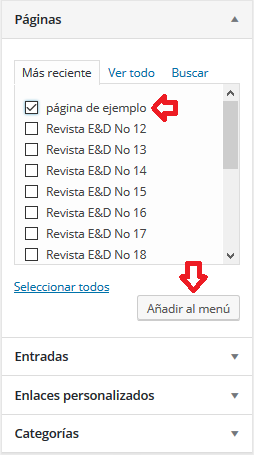 Páginas
Más reciente Ver todo Buscar
página de ejemplo
Revista E&D No 12
Revista E&D No 13
Revista E&D No 14
Revista E&D No 15
Revista E&D No 16
Revista E&D No 17
Revista E&D No 18
Seleccionar todos
Añadir al menú
Entradas
Enlaces personalizados
Categorías